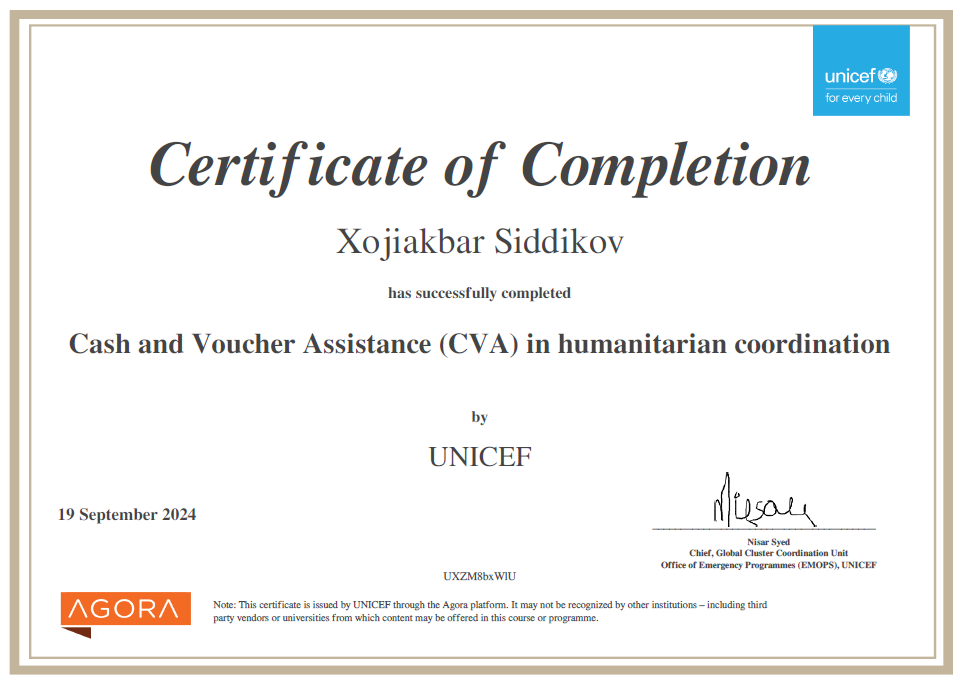 unicef
for every child
Certificate of Completion
Xojiakbar Siddikov
has successfully completed
Cash and Voucher Assistance (CVA) in humanitarian coordination
by
UNICEF
19 September 2024
Nisar
Nisar Syed
Chief, Global Cluster Coordination Unit
Office of Emergency Programmes (EMOPS), UNICEF
UXZM8bxWlU
AGORA
Note: This certificate is issued by UNICEF through the Agora platform. It may not be recognized by other institutions – including third
party vendors or universities from which content may be offered in this course or programme.